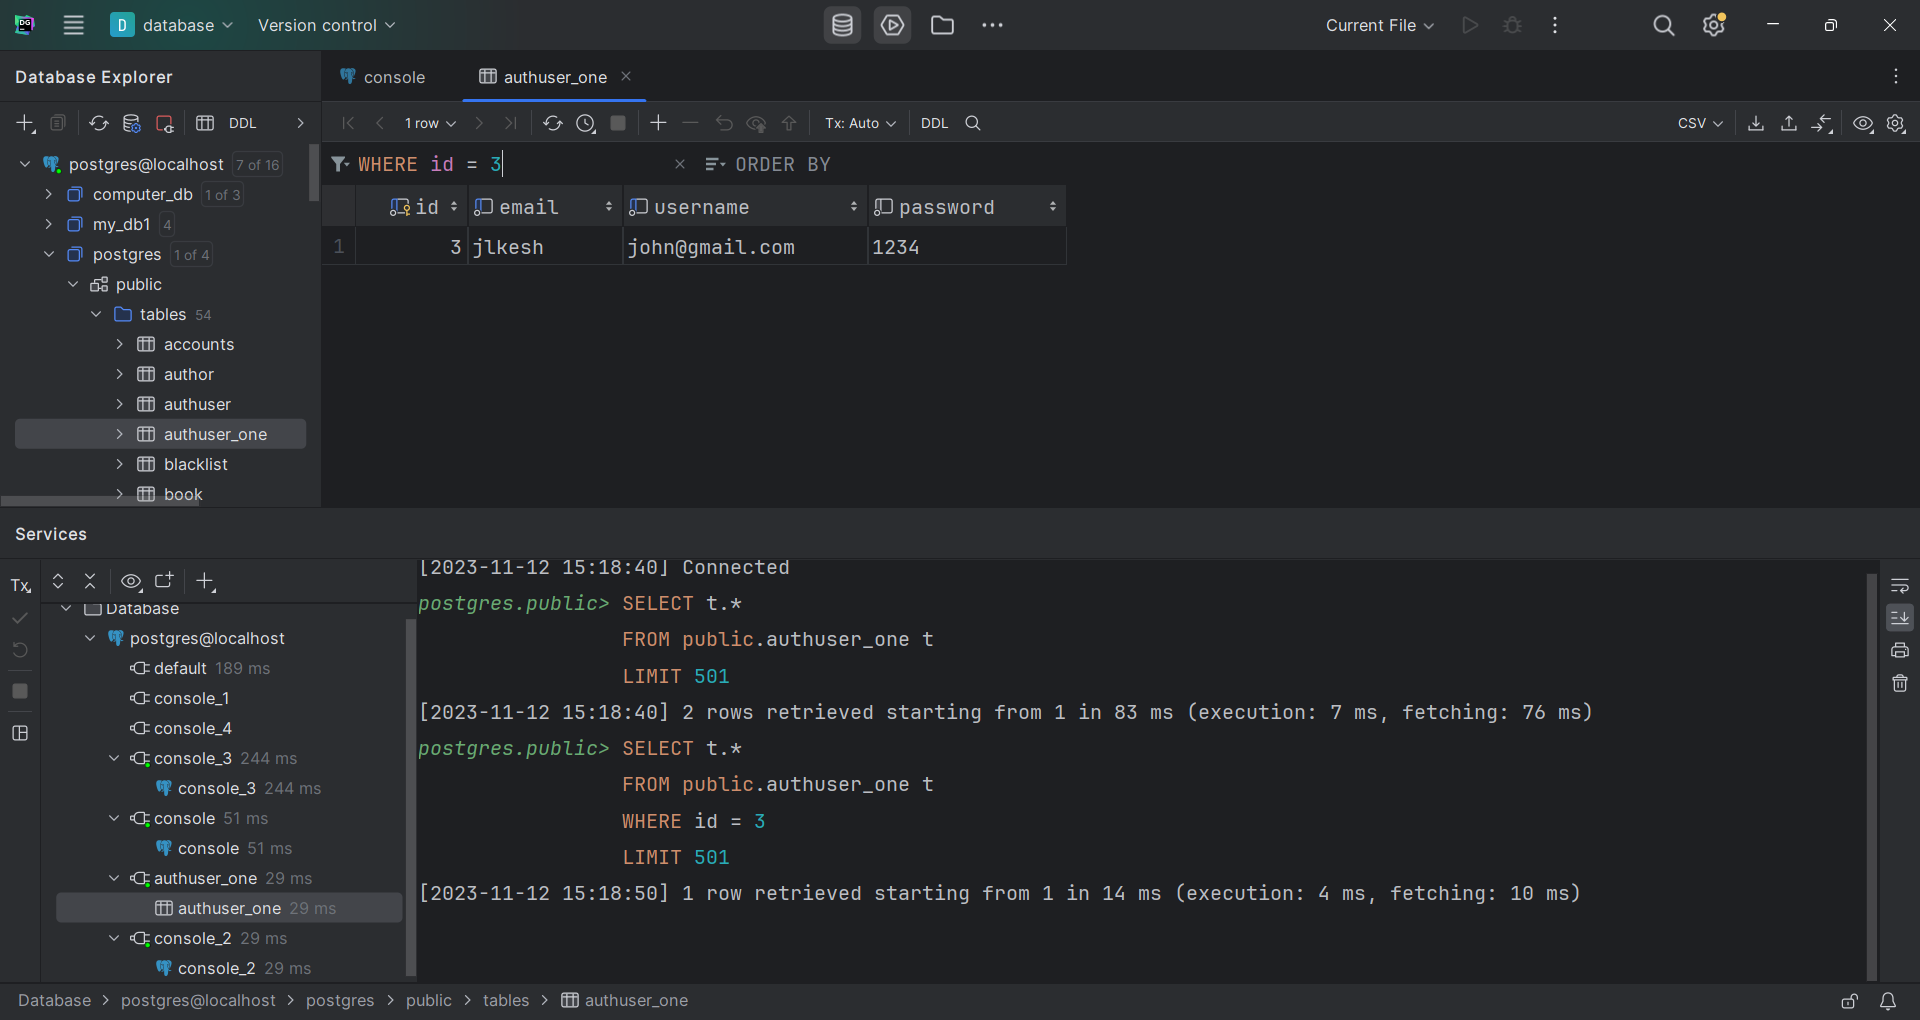 DG
D database Version control
Current File
Database Explorer
console
authuser_one
DDL
1 row
Tx: Auto
DDL
CSV
postgres@localhost 7 of 16
computer_db 1 of 3
my_db1 4
postgres 1 of 4
public
tables 54
accounts
author
authuser
authuser_one
blacklist
book
WHERE id = 3
ORDER BY
id email username password
1 3 jlkesh john@gmail.com 1234
Services
Tx
Database
postgres@localhost
default 189 ms
console_1
console_4
console_3 244 ms
console_3 244 ms
console 51 ms
console 51 ms
authuser_one 29 ms
authuser_one 29 ms
console_2 29 ms
console_2 29 ms
[2023-11-12 15:18:40] Connected
postgres.public> SELECT t.*
FROM public.authuser_one t
LIMIT 501
[2023-11-12 15:18:40] 2 rows retrieved starting from 1 in 83 ms (execution: 7 ms, fetching: 76 ms)
postgres.public> SELECT t.*
FROM public.authuser_one t
WHERE id = 3
LIMIT 501
[2023-11-12 15:18:50] 1 row retrieved starting from 1 in 14 ms (execution: 4 ms, fetching: 10 ms)
Database > postgres@localhost > postgres > public > tables > authuser_one